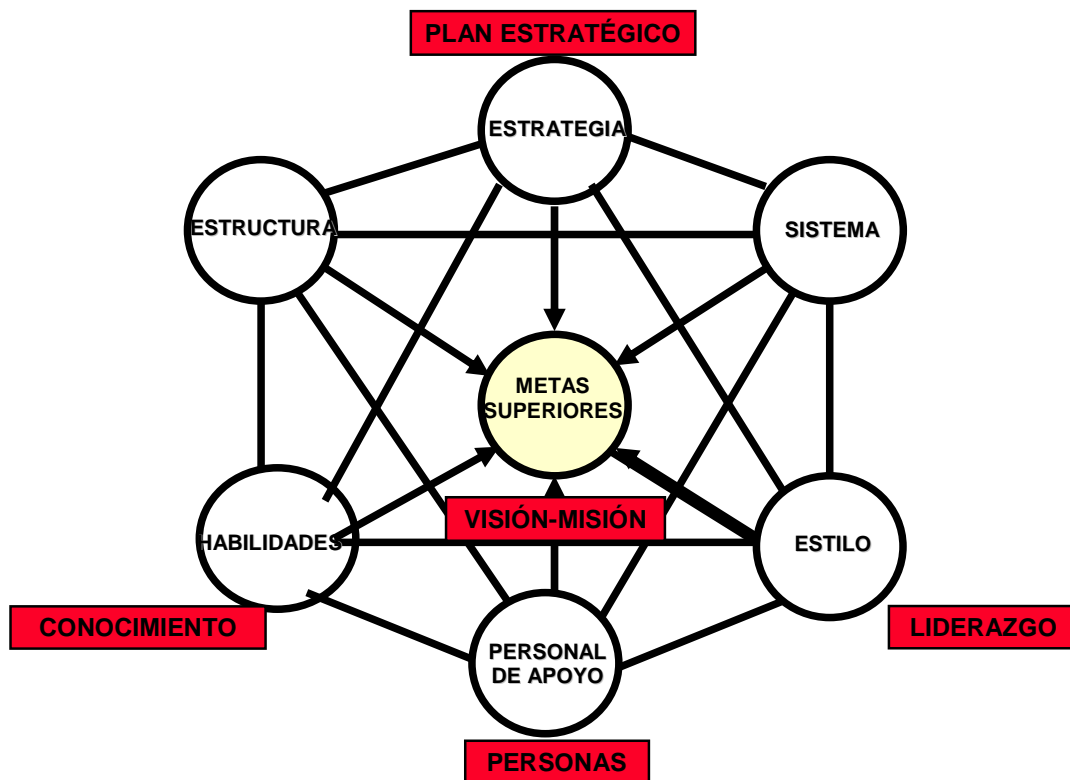 PLAN ESTRATÉGICO
ESTRATEGIA
ESTRUCTURA
SISTEMA
METAS
SUPERIORES
VISIÓN-MISIÓN
HABILIDADES
ESTILO
CONOCIMIENTO
LIDERAZGO
PERSONAL
DE APOYO
PERSONAS